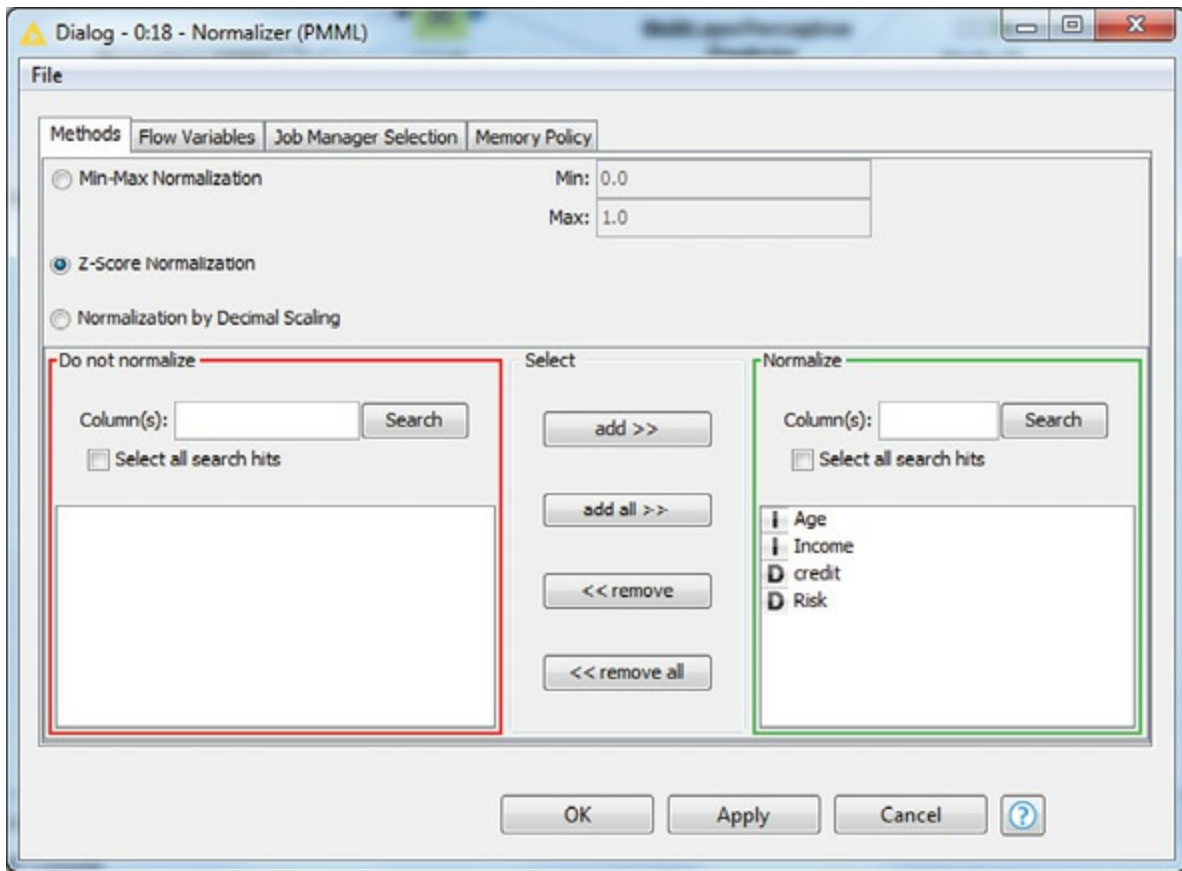 Dialog - 0:18 - Normalizer (PMML)
File
Methods Flow Variables Job Manager Selection Memory Policy
Min-Max Normalization Min: 0.0
Max: 1.0
Z-Score Normalization
Normalization by Decimal Scaling
Do not normalize Select Normalize
Column(s): Search add >> Column(s): Search
Select all search hits Select all search hits
add all >>
I Age
I Income
D credit
D Risk
<< remove
<< remove all
OK Apply Cancel ?